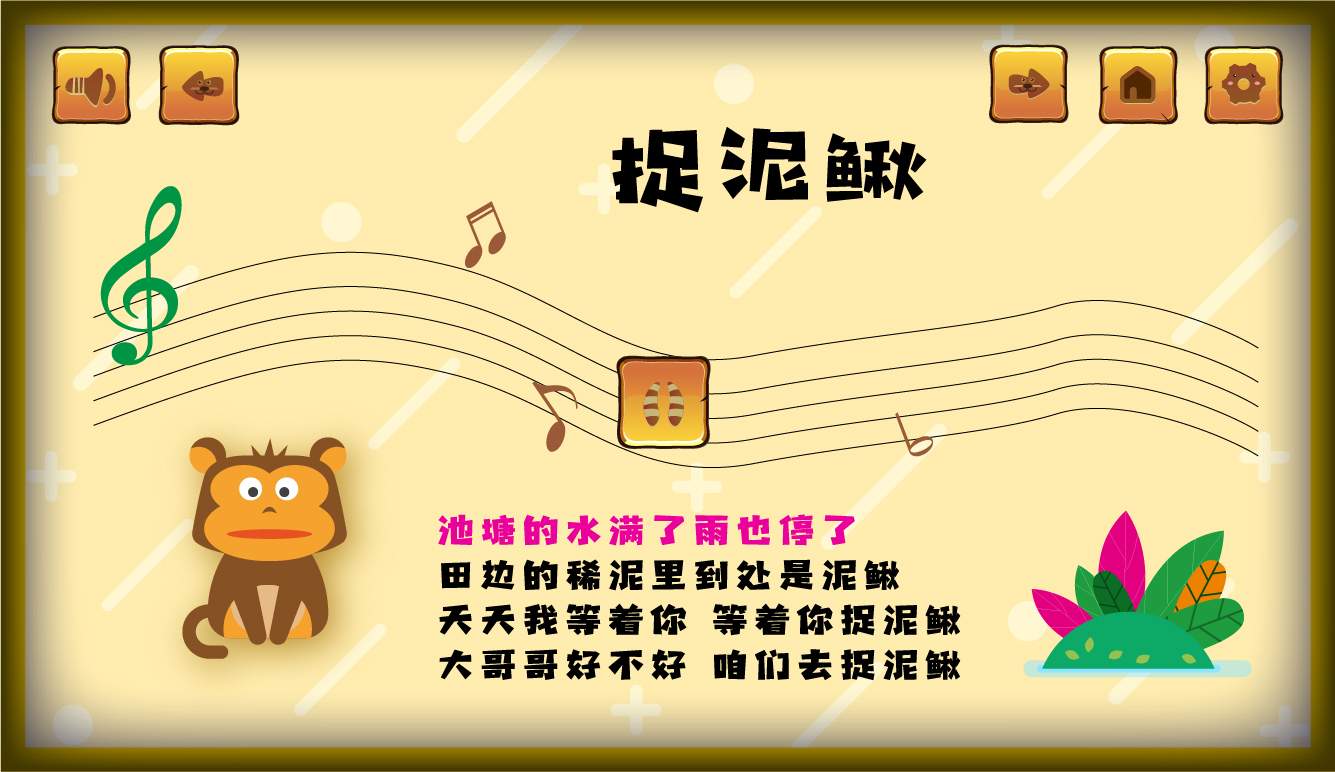 捉泥鳅
池塘的水满了雨也停了
田边的稀泥里到处是泥鳅
天天我等着你 等着你捉泥鳅
大哥哥好不好 咱们去捉泥鳅